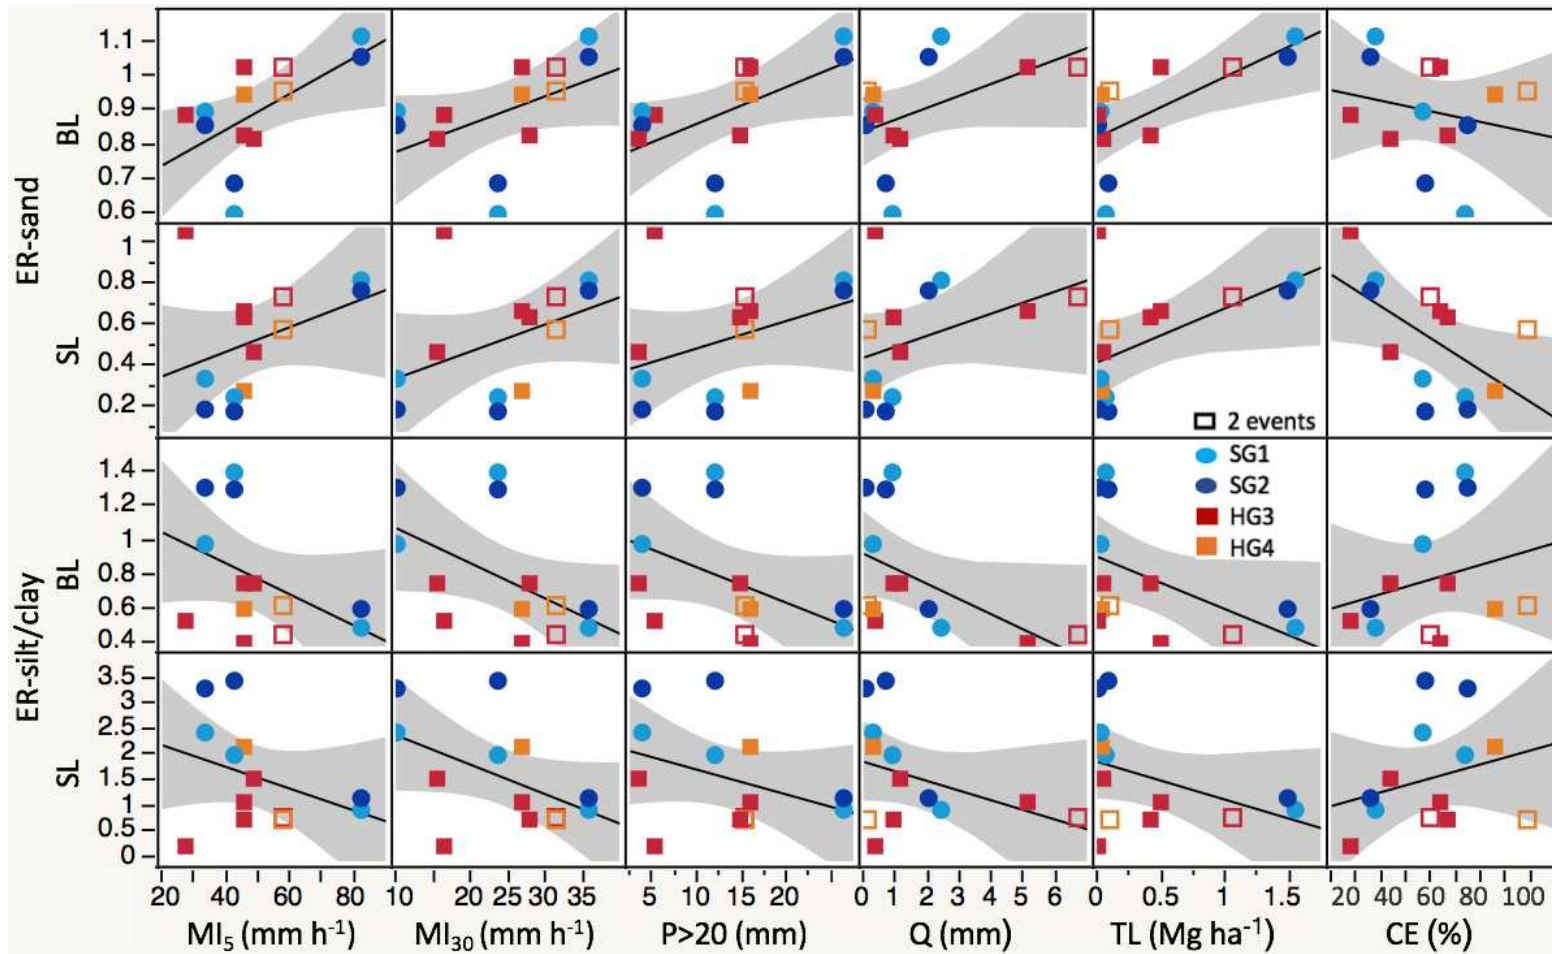 ER-sand
BL
1.1
1
0.9
0.8
0.7
0.6
SL
1
0.8
0.6
0.4
0.2
2 events
SG1
SG2
HG3
HG4
ER-silt/clay
BL
1.4
1.2
1
0.8
0.6
0.4
SL
3.5
3
2.5
2
1.5
1
0.5
0
20 40 60 80
10 20 25 30 35
5 10 15 20
0 1 2 3 4 5 6
0 0.5 1 1.5
20 40 60 80 100
MI₅ (mm h⁻¹)
MI₃₀ (mm h⁻¹)
P>20 (mm)
Q (mm)
TL (Mg ha⁻¹)
CE (%)